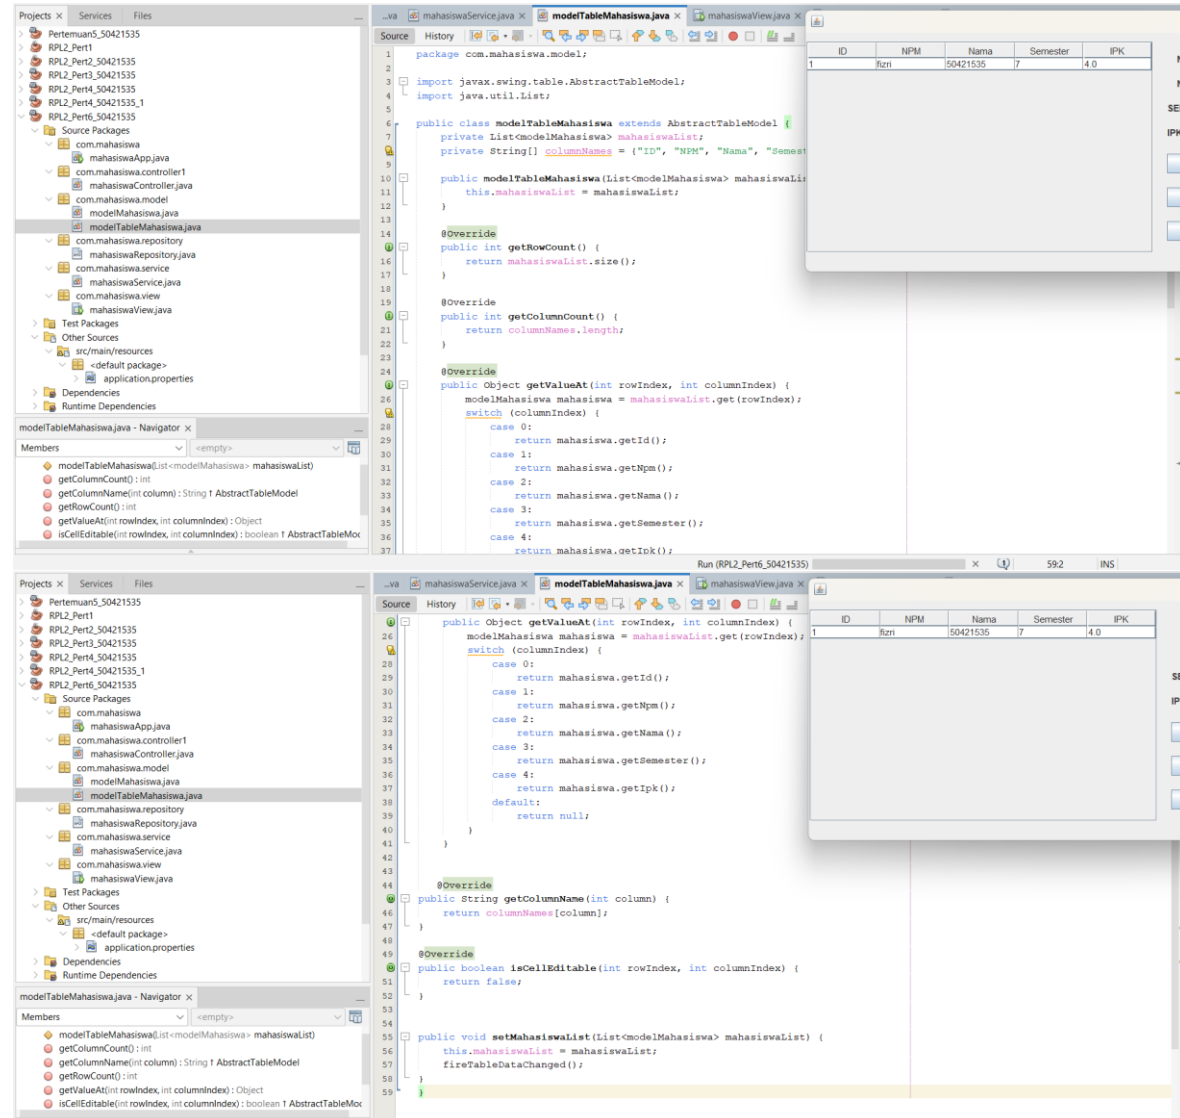 Projects × Services Files
Pertemuan5_50421535
RPL2_Pert1
RPL2_Pert2_50421535
RPL2_Pert3_50421535
RPL2_Pert4_50421535
RPL2_Pert4_50421535_1
RPL2_Pert6_50421535
Source Packages
com.mahasiswa
mahasiswaApp.java
com.mahasiswa.controller1
mahasiswaController.java
com.mahasiswa.model
modelMahasiswa.java
modelTableMahasiswa.java
com.mahasiswa.repository
mahasiswaRepository.java
com.mahasiswa.service
mahasiswaService.java
com.mahasiswa.view
mahasiswaView.java
Test Packages
Other Sources
src/main/resources
<default package>
application.properties
Dependencies
Runtime Dependencies
modelTableMahasiswa.java - Navigator ×
Members <empty>
modelTableMahasiswa(List<modelMahasiswa> mahasiswaList)
getColumnCount() : int
getColumnName(int column) : String ↑ AbstractTableModel
getRowCount() : int
getValueAt(int rowIndex, int columnIndex) : Object
isCellEditable(int rowIndex, int columnIndex) : boolean ↑ AbstractTableMoc
...va mahasiswaService.java × modelTableMahasiswa.java × mahasiswaView.java ×
Source History
1 package com.mahasiswa.model;
2
3 import javax.swing.table.AbstractTableModel;
4 import java.util.List;
5
6 public class modelTableMahasiswa extends AbstractTableModel {
7 private List<modelMahasiswa> mahasiswaList;
private String[] columnNames = {"ID", "NPM", "Nama", "Semest
9
10 public modelTableMahasiswa(List<modelMahasiswa> mahasiswaLis
11 this.mahasiswaList = mahasiswaList;
12 }
13
14 @Override
public int getRowCount() {
16 return mahasiswaList.size();
17 }
18
19 @Override
public int getColumnCount() {
21 return columnNames.length;
22 }
23
24 @Override
public Object getValueAt(int rowIndex, int columnIndex) {
26 modelMahasiswa mahasiswa = mahasiswaList.get(rowIndex);
switch (columnIndex) {
28 case 0:
29 return mahasiswa.getId();
30 case 1:
31 return mahasiswa.getNpm();
32 case 2:
33 return mahasiswa.getNama();
34 case 3:
35 return mahasiswa.getSemester();
36 case 4:
37 return mahasiswa.getIpk();
ID NPM Nama Semester IPK
1 fizri 50421535 7 4.0
N
N
SE
IPK
Run (RPL2_Pert6_50421535) × 59:2 INS
Projects × Services Files
Pertemuan5_50421535
RPL2_Pert1
RPL2_Pert2_50421535
RPL2_Pert3_50421535
RPL2_Pert4_50421535
RPL2_Pert4_50421535_1
RPL2_Pert6_50421535
Source Packages
com.mahasiswa
mahasiswaApp.java
com.mahasiswa.controller1
mahasiswaController.java
com.mahasiswa.model
modelMahasiswa.java
modelTableMahasiswa.java
com.mahasiswa.repository
mahasiswaRepository.java
com.mahasiswa.service
mahasiswaService.java
com.mahasiswa.view
mahasiswaView.java
Test Packages
Other Sources
src/main/resources
<default package>
application.properties
Dependencies
Runtime Dependencies
modelTableMahasiswa.java - Navigator ×
Members <empty>
modelTableMahasiswa(List<modelMahasiswa> mahasiswaList)
getColumnCount() : int
getColumnName(int column) : String ↑ AbstractTableModel
getRowCount() : int
getValueAt(int rowIndex, int columnIndex) : Object
isCellEditable(int rowIndex, int columnIndex) : boolean ↑ AbstractTableMoc
...va mahasiswaService.java × modelTableMahasiswa.java × mahasiswaView.java ×
Source History
public Object getValueAt(int rowIndex, int columnIndex) {
26 modelMahasiswa mahasiswa = mahasiswaList.get(rowIndex);
switch (columnIndex) {
28 case 0:
29 return mahasiswa.getId();
30 case 1:
31 return mahasiswa.getNpm();
32 case 2:
33 return mahasiswa.getNama();
34 case 3:
35 return mahasiswa.getSemester();
36 case 4:
37 return mahasiswa.getIpk();
38 default:
39 return null;
40 }
41 }
42
43
44 @Override
public String getColumnName(int column) {
46 return columnNames[column];
47 }
48
49 @Override
public boolean isCellEditable(int rowIndex, int columnIndex) {
51 return false;
52 }
53
54
55 public void setMahasiswaList(List<modelMahasiswa> mahasiswaList) {
56 this.mahasiswaList = mahasiswaList;
57 fireTableDataChanged();
58 }
59 }
ID NPM Nama Semester IPK
1 fizri 50421535 7 4.0
SE
IP